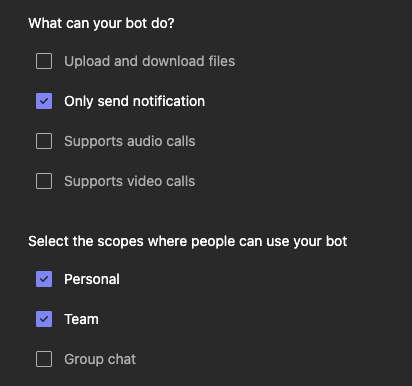 What can your bot do?
Upload and download files
Only send notification
Supports audio calls
Supports video calls
Select the scopes where people can use your bot
Personal
Team
Group chat